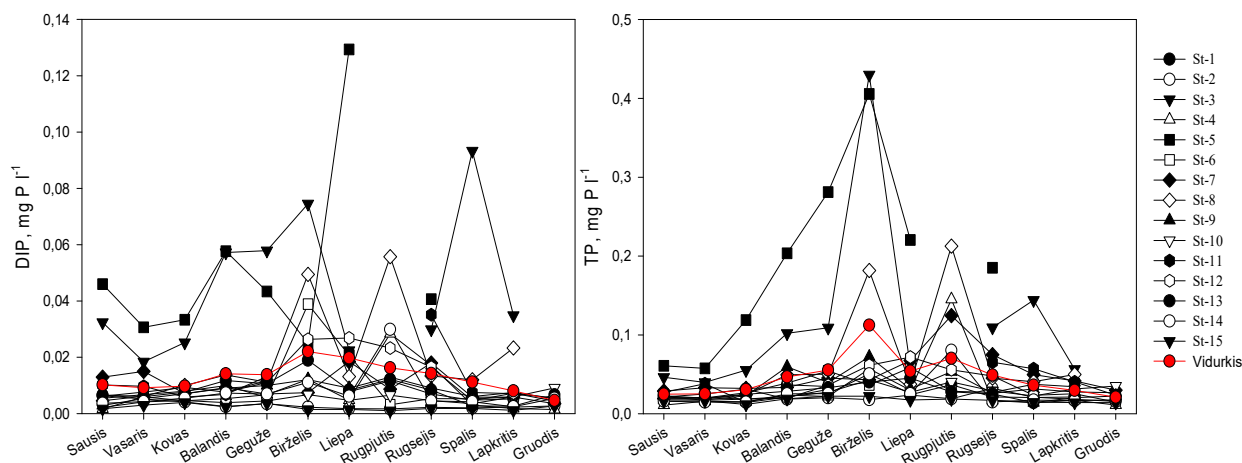 DIP, mg P l-1
0,14
0,12
0,10
0,08
0,06
0,04
0,02
0,00
Sausis
Vasaris
Kovas
Balandis
Gegužė
Birželis
Liepa
Rugpjutis
Rugsejis
Spalis
Lapkritis
Gruodis
TP, mg P l-1
0,5
0,4
0,3
0,2
0,1
0,0
Sausis
Vasaris
Kovas
Balandis
Gegužė
Birželis
Liepa
Rugpjutis
Rugsejis
Spalis
Lapkritis
Gruodis
St-1
St-2
St-3
St-4
St-5
St-6
St-7
St-8
St-9
St-10
St-11
St-12
St-13
St-14
St-15
Vidurkis